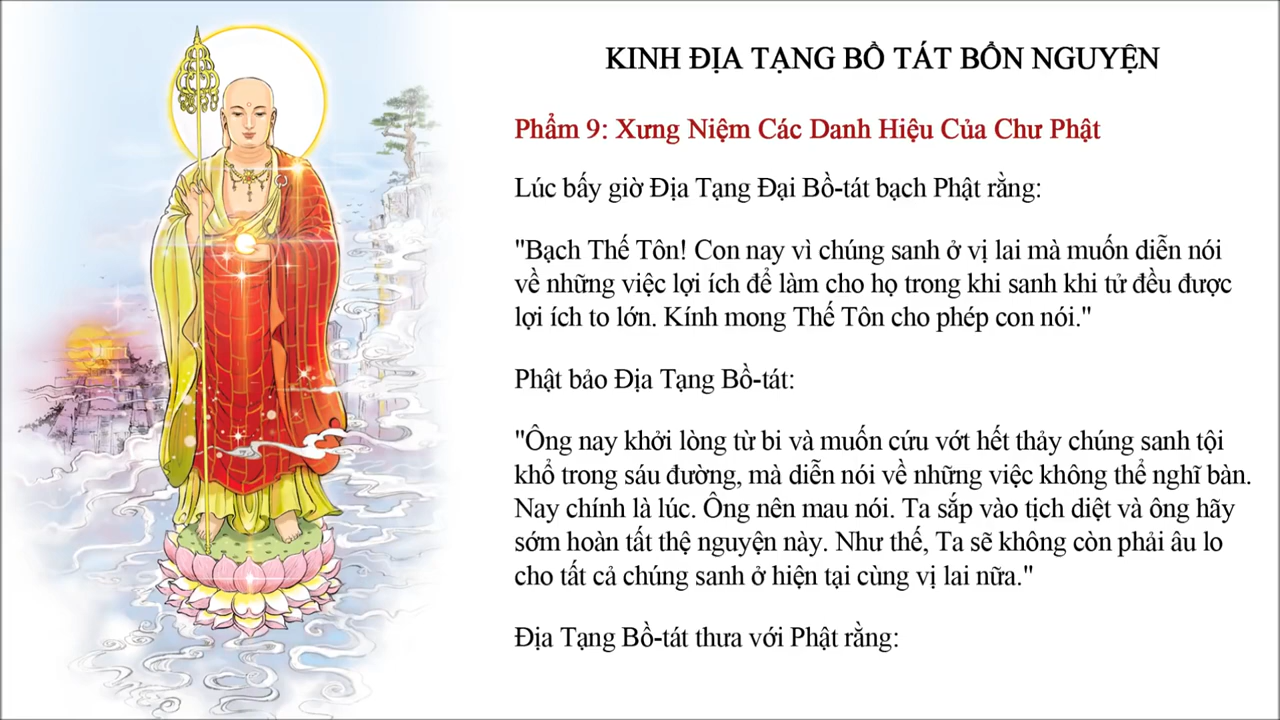 KINH ĐỊA TẠNG BỒ TÁT BỔN NGUYỆN
Phẩm 9: Xưng Niệm Các Danh Hiệu Của Chư Phật
Lúc bấy giờ Địa Tạng Đại Bồ-tát bạch Phật rằng:
"Bạch Thế Tôn! Con nay vì chúng sanh ở vị lai mà muốn diễn nói
về những việc lợi ích để làm cho họ trong khi sanh khi tử đều được
lợi ích to lớn. Kính mong Thế Tôn cho phép con nói."
Phật bảo Địa Tạng Bồ-tát:
"Ông nay khởi lòng từ bi và muốn cứu vớt hết thảy chúng sanh tội
khổ trong sáu đường, mà diễn nói về những việc không thể nghĩ bàn.
Nay chính là lúc. Ông nên mau nói. Ta sắp vào tịch diệt và ông hãy
sớm hoàn tất thệ nguyện này. Như thế, Ta sẽ không còn phải âu lo
cho tất cả chúng sanh ở hiện tại cùng vị lai nữa."
Địa Tạng Bồ-tát thưa với Phật rằng: